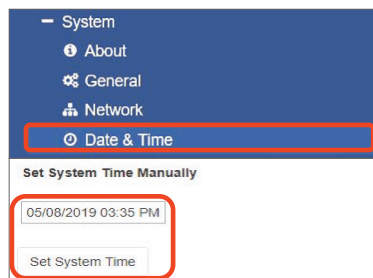 System
About
General
Network
Date & Time
Set System Time Manually
05/08/2019 03:35 PM
Set System Time